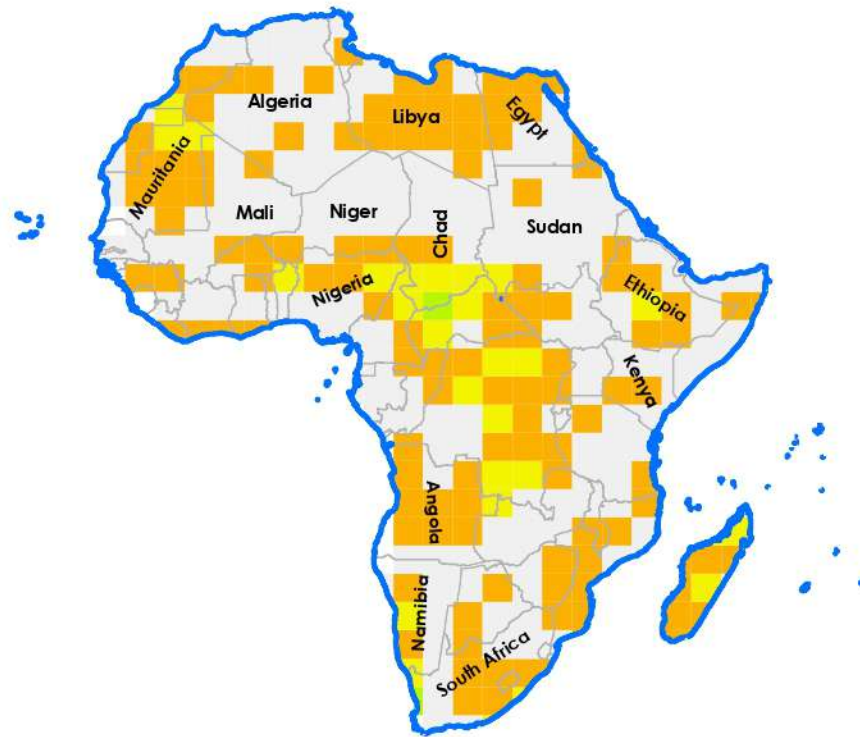 Algeria
Libya
Egypt
Mauritania
Mali
Niger
Chad
Sudan
Nigeria
Ethiopia
Kenya
Angola
Namibia
South Africa